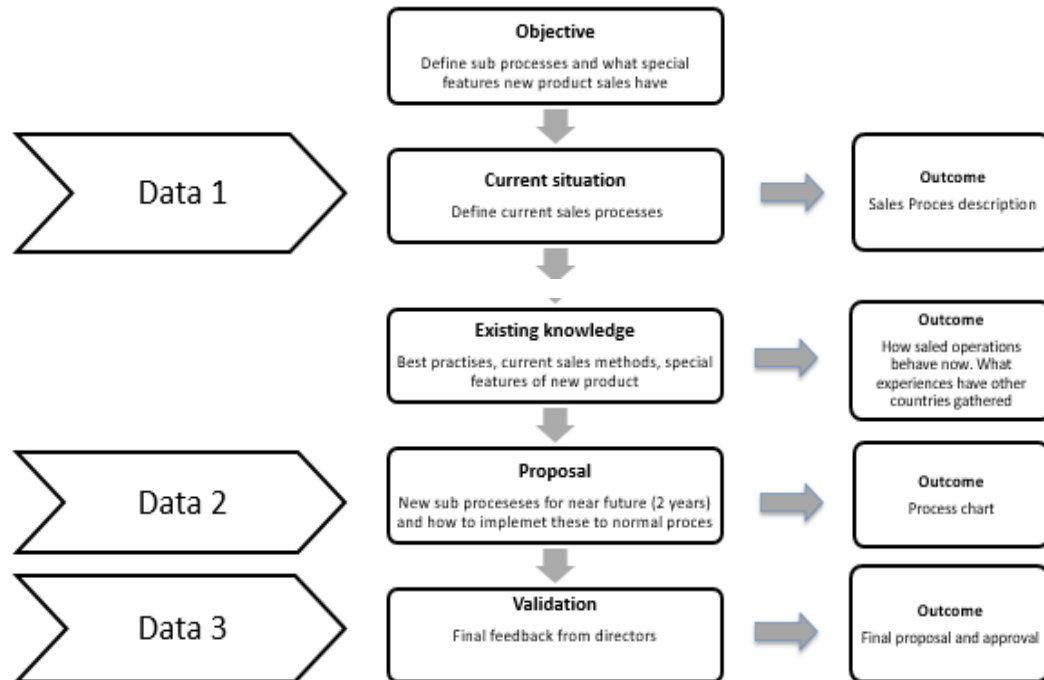 Objective
Define sub processes and what special
features new product sales have
Data 1
Current situation
Define current sales processes
Outcome
Sales Proces description
Existing knowledge
Best practises, current sales methods, special
features of new product
Outcome
How saled operations
behave now. What
experiences have other
countries gathered
Data 2
Proposal
New sub proceseses for near future (2 years)
and how to implemet these to normal proces
Outcome
Process chart
Data 3
Validation
Final feedback from directors
Outcome
Final proposal and approval